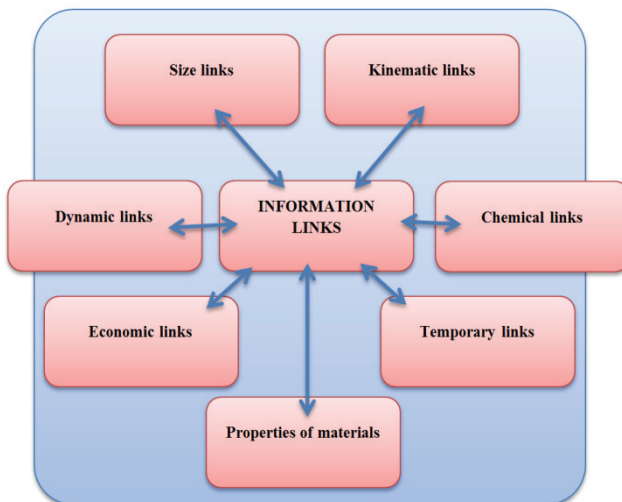 Size links
Kinematic links
Dynamic links
INFORMATION
LINKS
Chemical links
Economic links
Temporary links
Properties of materials